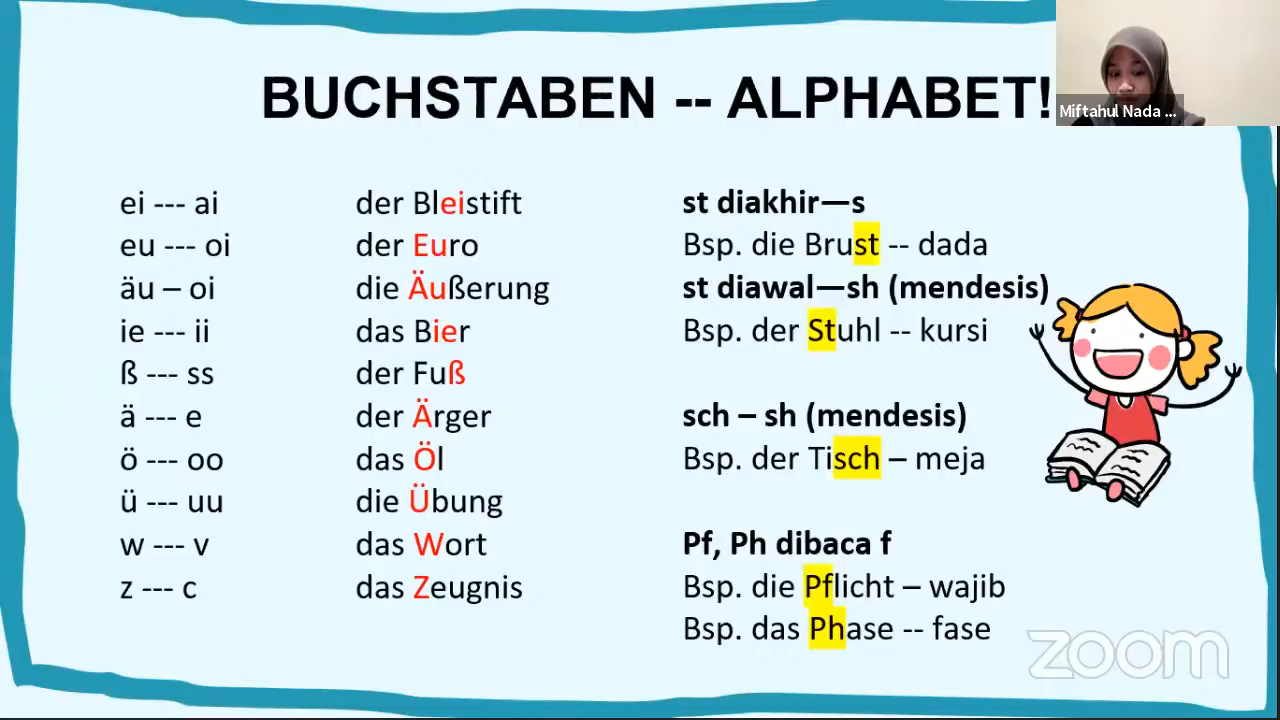 BUCHSTABEN -- ALPHABET!
Miftahul Nada ...
ei --- ai
eu --- oi
äu – oi
ie --- ii
ß --- ss
ä --- e
ö --- oo
ü --- uu
w --- v
z --- c
der Bleistift
der Euro
die Äußerung
das Bier
der Fuß
der Ärger
das Öl
die Übung
das Wort
das Zeugnis
st diakhir—s
Bsp. die Brust -- dada
st diawal—sh (mendesis)
Bsp. der Stuhl -- kursi
sch – sh (mendesis)
Bsp. der Tisch – meja
Pf, Ph dibaca f
Bsp. die Pflicht – wajib
Bsp. das Phase -- fase
zoom